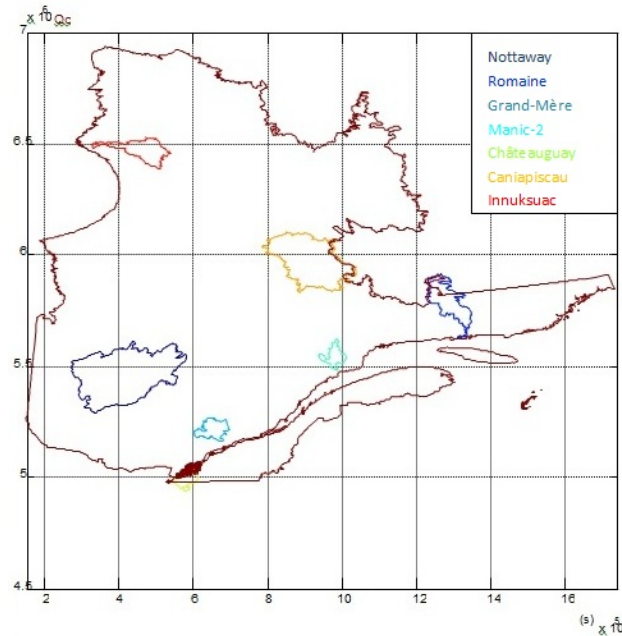 x 10 6 Qc
7
Nottaway
Romaine
Grand-Mère
Manic-2
Châteauguay
Caniapiscau
Innuksuac
6.5
6
5.5
5
4.5
2 4 6 8 10 12 14 16
(s) x 10 5